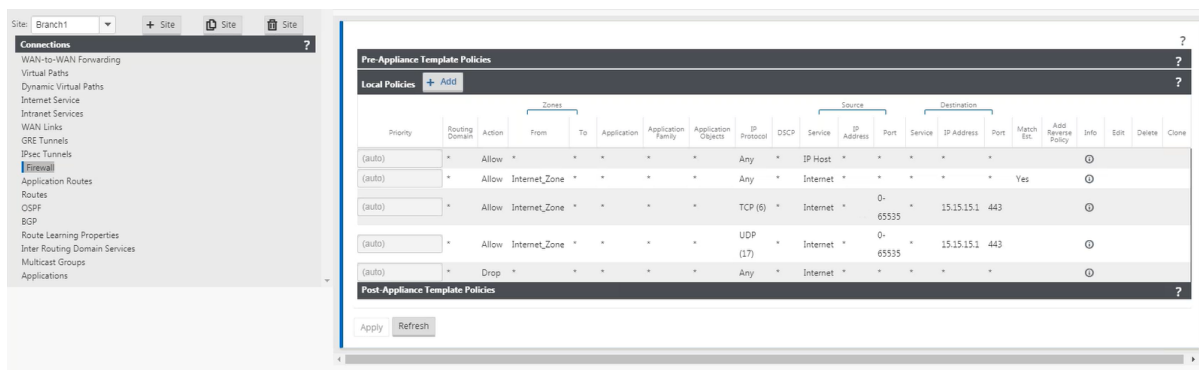 Site: Branch1 + Site Site Site
Connections ?
WAN-to-WAN Forwarding
Virtual Paths
Dynamic Virtual Paths
Internet Service
Intranet Services
WAN Links
GRE Tunnels
IPsec Tunnels
Firewall
Application Routes
Routes
OSPF
BGP
Route Learning Properties
Inter Routing Domain Services
Multicast Groups
Applications
?
Pre-Appliance Template Policies ?
Local Policies + Add ?
Zones Source Destination
Priority Routing Domain Action From To Application Application Family Application Objects IP Protocol DSCP Service IP Address Port Service IP Address Port Match Est. Add Reverse Policy Info Edit Delete Clone
(auto) * Allow * * * * * Any * IP Host * * * * *
(auto) * Allow Internet_Zone * * * * Any * Internet * * * * * Yes
(auto) * Allow Internet_Zone * * * * TCP (6) * Internet * 0-65535 * 15.15.15.1 443
(auto) * Allow Internet_Zone * * * * UDP (17) * Internet * 0-65535 * 15.15.15.1 443
(auto) * Drop * * * * * Any * Internet * * * * *
Post-Appliance Template Policies ?
Apply Refresh